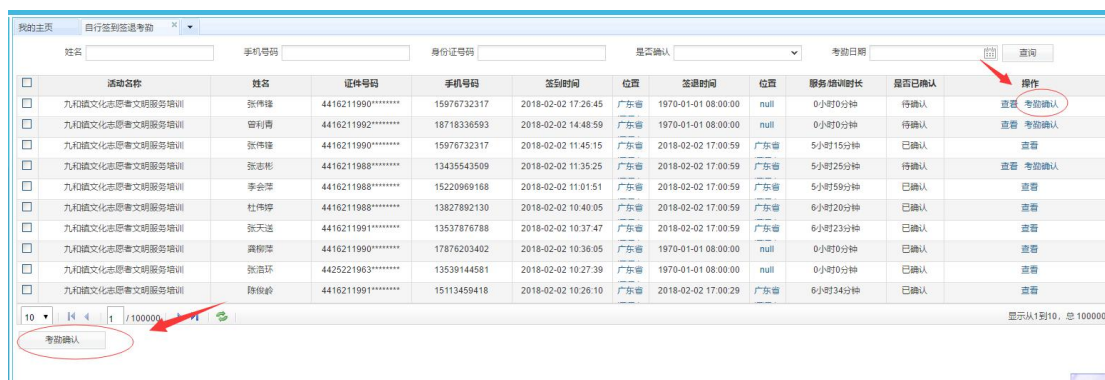 我的主页 自行签到签退考勤 ×
姓名 手机号码 身份证号码 是否确认 考勤日期 查询
活动名称 姓名 证件号码 手机号码 签到时间 位置 签退时间 位置 服务/培训时长 是否已确认 操作
九和镇文化志愿者文明服务培训 张伟锋 4416211990******** 15976732317 2018-02-02 17:26:45 广东省 1970-01-01 08:00:00 null 0小时0分钟 待确认 查看 考勤确认
九和镇文化志愿者文明服务培训 曾利青 4416211992******** 18718336593 2018-02-02 14:48:59 广东省 1970-01-01 08:00:00 null 0小时0分钟 待确认 查看 考勤确认
九和镇文化志愿者文明服务培训 张伟锋 4416211990******** 15976732317 2018-02-02 11:45:15 广东省 2018-02-02 17:00:59 广东省 5小时15分钟 已确认 查看
九和镇文化志愿者文明服务培训 张志彬 4416211988******** 13435543509 2018-02-02 11:35:25 广东省 2018-02-02 17:00:59 广东省 5小时25分钟 待确认 查看 考勤确认
九和镇文化志愿者文明服务培训 李会萍 4416211988******** 15220969168 2018-02-02 11:01:51 广东省 2018-02-02 17:00:59 广东省 5小时59分钟 已确认 查看
九和镇文化志愿者文明服务培训 杜伟婷 4416211988******** 13827892130 2018-02-02 10:40:05 广东省 2018-02-02 17:00:59 广东省 6小时20分钟 已确认 查看
九和镇文化志愿者文明服务培训 张天送 4416211991******** 13537876788 2018-02-02 10:37:47 广东省 2018-02-02 17:00:59 广东省 6小时23分钟 已确认 查看
九和镇文化志愿者文明服务培训 龚柳萍 4416211990******** 17876203402 2018-02-02 10:36:05 广东省 1970-01-01 08:00:00 null 0小时0分钟 已确认 查看
九和镇文化志愿者文明服务培训 张浩环 4425221963******** 13539144581 2018-02-02 10:27:39 广东省 1970-01-01 08:00:00 null 0小时0分钟 已确认 查看
九和镇文化志愿者文明服务培训 陈俊龄 4416211991******** 15113459418 2018-02-02 10:26:10 广东省 2018-02-02 17:00:29 广东省 6小时34分钟 已确认 查看
10 1 /100000 显示从1到10，总 100000
考勤确认